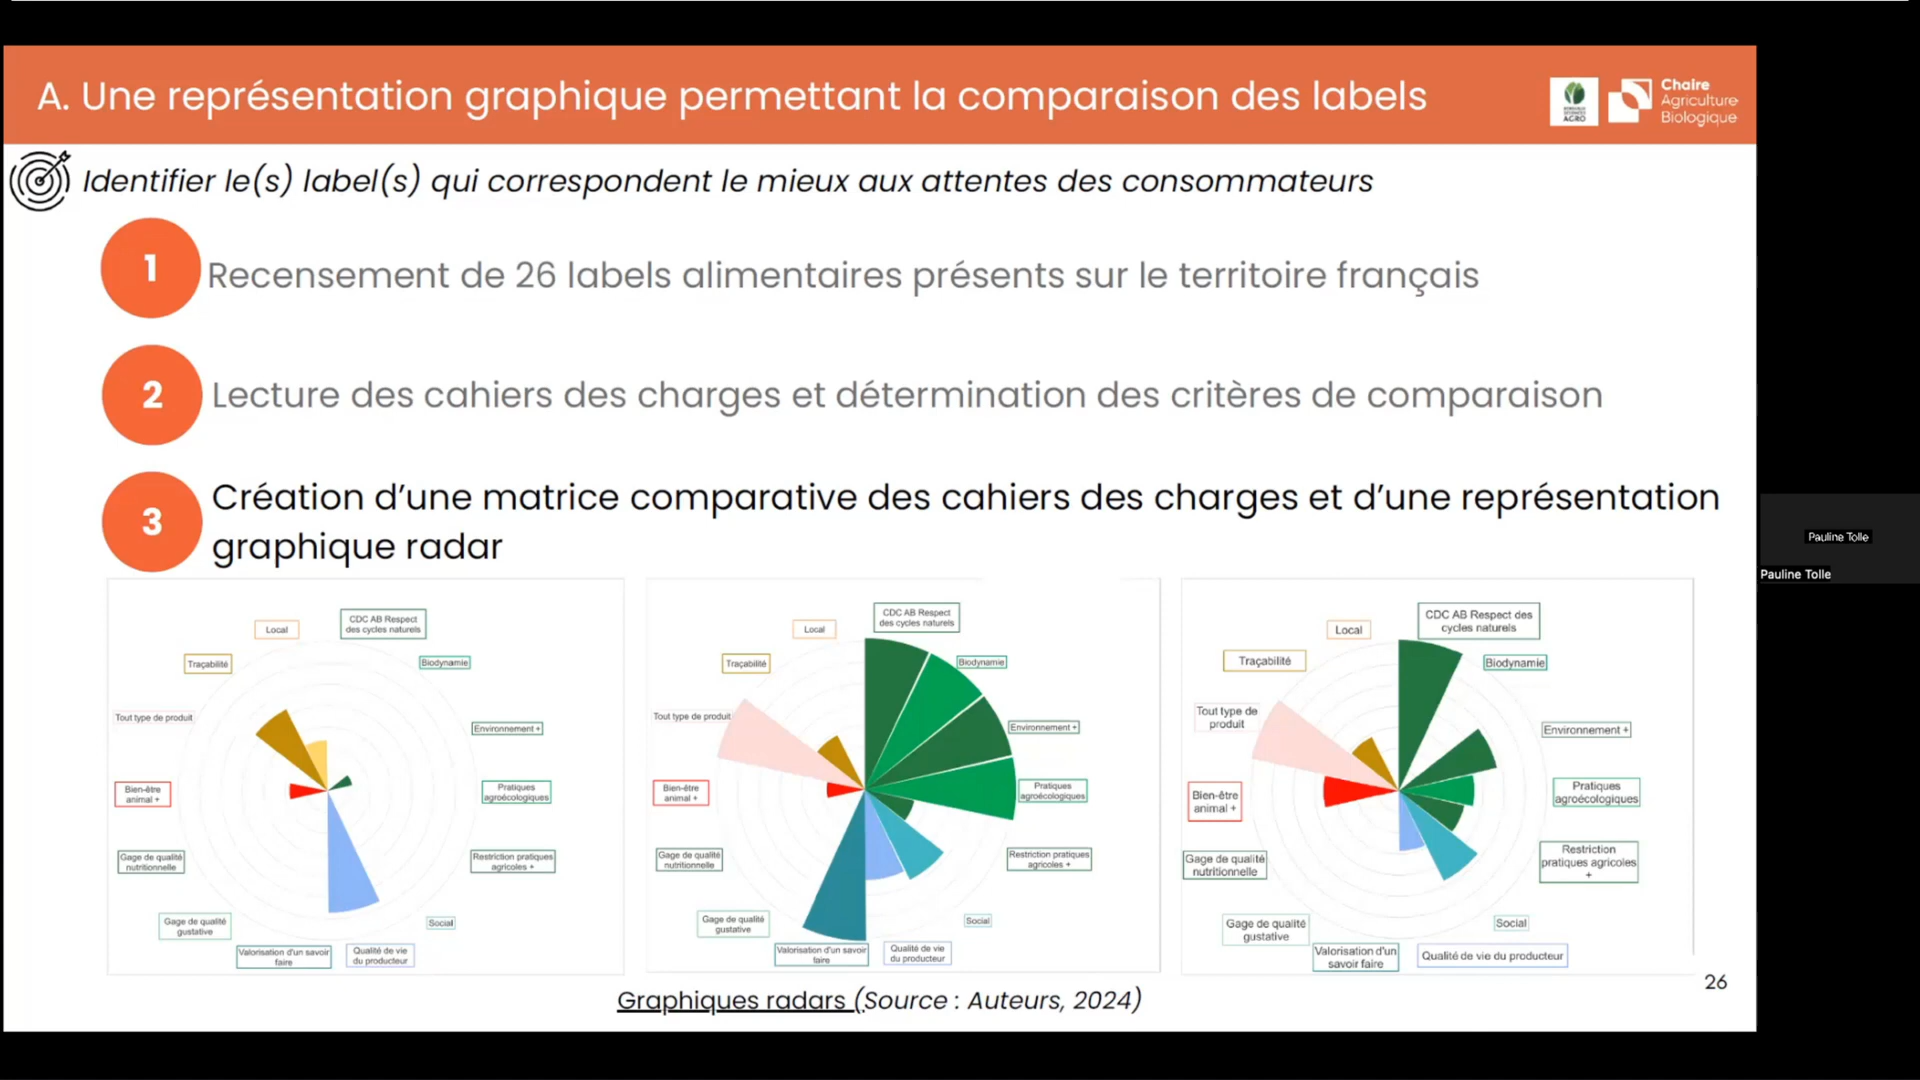 A. Une représentation graphique permettant la comparaison des labels
BORDEAUX
AGRO
Chaire
Agriculture
Biologique
Identifier le(s) label(s) qui correspondent le mieux aux attentes des consommateurs
1
Recensement de 26 labels alimentaires présents sur le territoire français
2
Lecture des cahiers des charges et détermination des critères de comparaison
3
Création d'une matrice comparative des cahiers des charges et d'une représentation
graphique radar
Local
CDC AB Respect
des cycles naturels
Traçabilité
Biodynamie
Tout type de produit
Environnement +
Bien-être
animal +
Pratiques
agroécologiques
Gage de qualité
nutritionnelle
Restriction pratiques
agricoles +
Gage de qualité
gustative
Social
Valorisation d'un savoir
faire
Qualité de vie
du producteur
Local
CDC AB Respect
des cycles naturels
Traçabilité
Biodynamie
Tout type de produit
Environnement +
Bien-être
animal +
Pratiques
agroécologiques
Gage de qualité
nutritionnelle
Restriction pratiques
agricoles +
Gage de qualité
gustative
Social
Valorisation d'un savoir
faire
Qualité de vie
du producteur
Local
CDC AB Respect des
cycles naturels
Traçabilité
Biodynamie
Tout type de
produit
Environnement +
Bien-être
animal +
Pratiques
agroécologiques
Gage de qualité
nutritionnelle
Restriction
pratiques agricoles
+
Gage de qualité
gustative
Social
Valorisation d'un
savoir faire
Qualité de vie du producteur
Graphiques radars (Source : Auteurs, 2024)
26
Pauline Tolle
Pauline Tolle